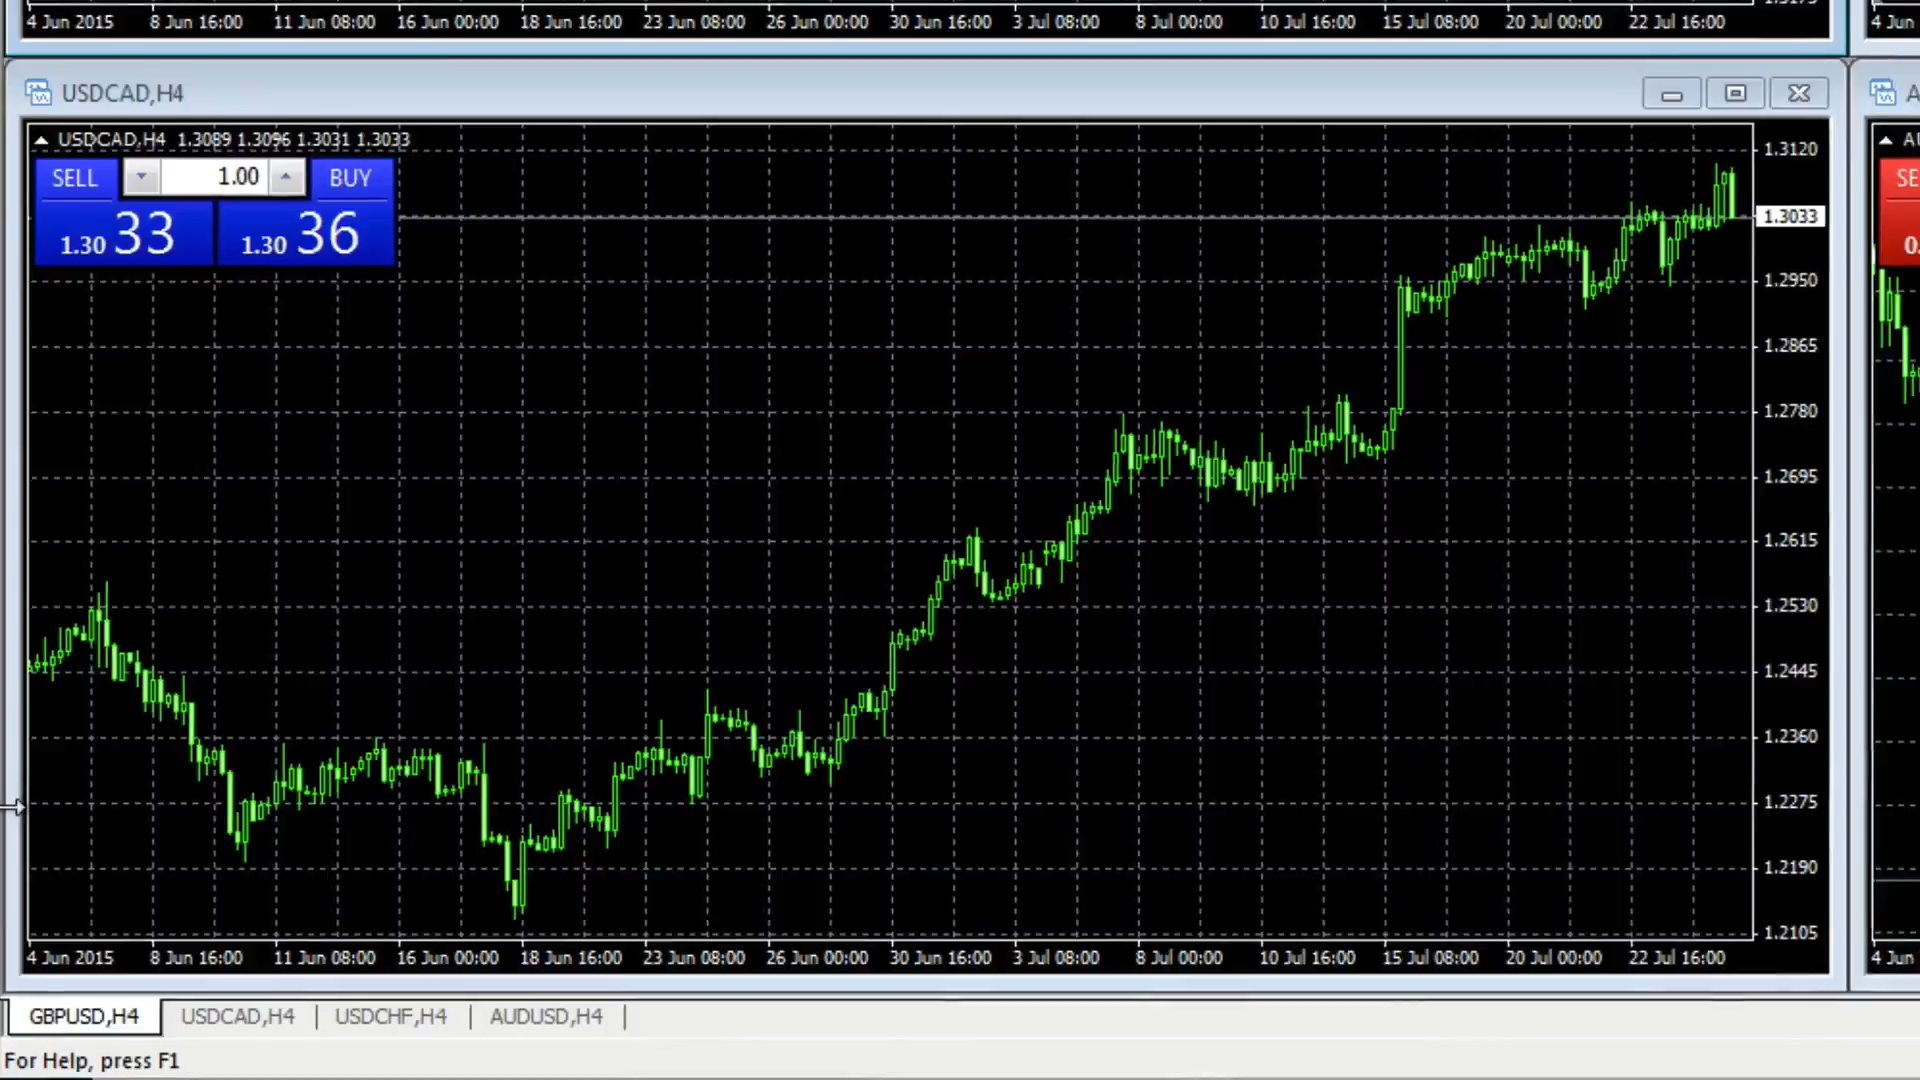 4 Jun 2015 8 Jun 16:00 11 Jun 08:00 16 Jun 00:00 18 Jun 16:00 23 Jun 08:00 26 Jun 00:00 30 Jun 16:00 3 Jul 08:00 8 Jul 00:00 10 Jul 16:00 15 Jul 08:00 20 Jul 00:00 22 Jul 16:00 4 Jun
USDCAD,H4
USDCAD,H4 1.3089 1.3096 1.3031 1.3033
SELL 1.00 BUY
1.30 33 1.30 36
1.3120
1.3033
1.2950
1.2865
1.2780
1.2695
1.2615
1.2530
1.2445
1.2360
1.2275
1.2190
1.2105
4 Jun 2015 8 Jun 16:00 11 Jun 08:00 16 Jun 00:00 18 Jun 16:00 23 Jun 08:00 26 Jun 00:00 30 Jun 16:00 3 Jul 08:00 8 Jul 00:00 10 Jul 16:00 15 Jul 08:00 20 Jul 00:00 22 Jul 16:00 4 Jun
GBPUSD,H4 USDCAD,H4 USDCHF,H4 AUDUSD,H4
For Help, press F1